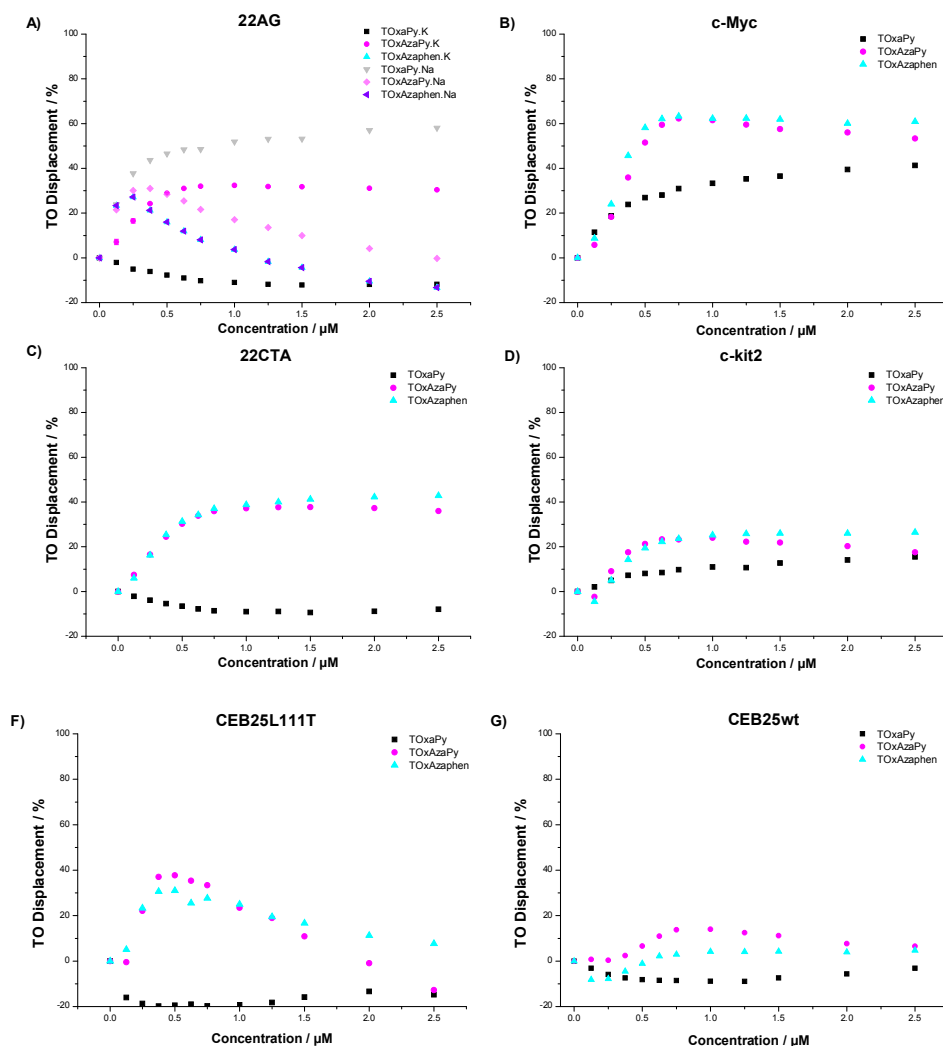 A)
22AG
TOxaPy.K
TOxAzaPy.K
TOxAzaphen.K
TOxaPy.Na
TOxAzaPy.Na
TOxAzaphen.Na
100
80
60
40
20
0
-20
TO Displacement / %
0.0 0.5 1.0 1.5 2.0 2.5
Concentration / µM
B)
c-Myc
TOxaPy
TOxAzaPy
TOxAzaphen
100
80
60
40
20
0
-20
TO Displacement / %
0.0 0.5 1.0 1.5 2.0 2.5
Concentration / µM
C)
22CTA
TOxaPy
TOxAzaPy
TOxAzaphen
100
80
60
40
20
0
-20
TO Displacement / %
0.0 0.5 1.0 1.5 2.0 2.5
Concentration / µM
D)
c-kit2
TOxaPy
TOxAzaPy
TOxAzaphen
100
80
60
40
20
0
-20
TO Displacement / %
0.0 0.5 1.0 1.5 2.0 2.5
Concentration / µM
F)
CEB25L111T
TOxaPy
TOxAzaPy
TOxAzaphen
100
80
60
40
20
0
-20
TO Displacement / %
0.0 0.5 1.0 1.5 2.0 2.5
Concentration / µM
G)
CEB25wt
TOxaPy
TOxAzaPy
TOxAzaphen
100
80
60
40
20
0
-20
TO Displacement / %
0.0 0.5 1.0 1.5 2.0 2.5
Concentration / µM